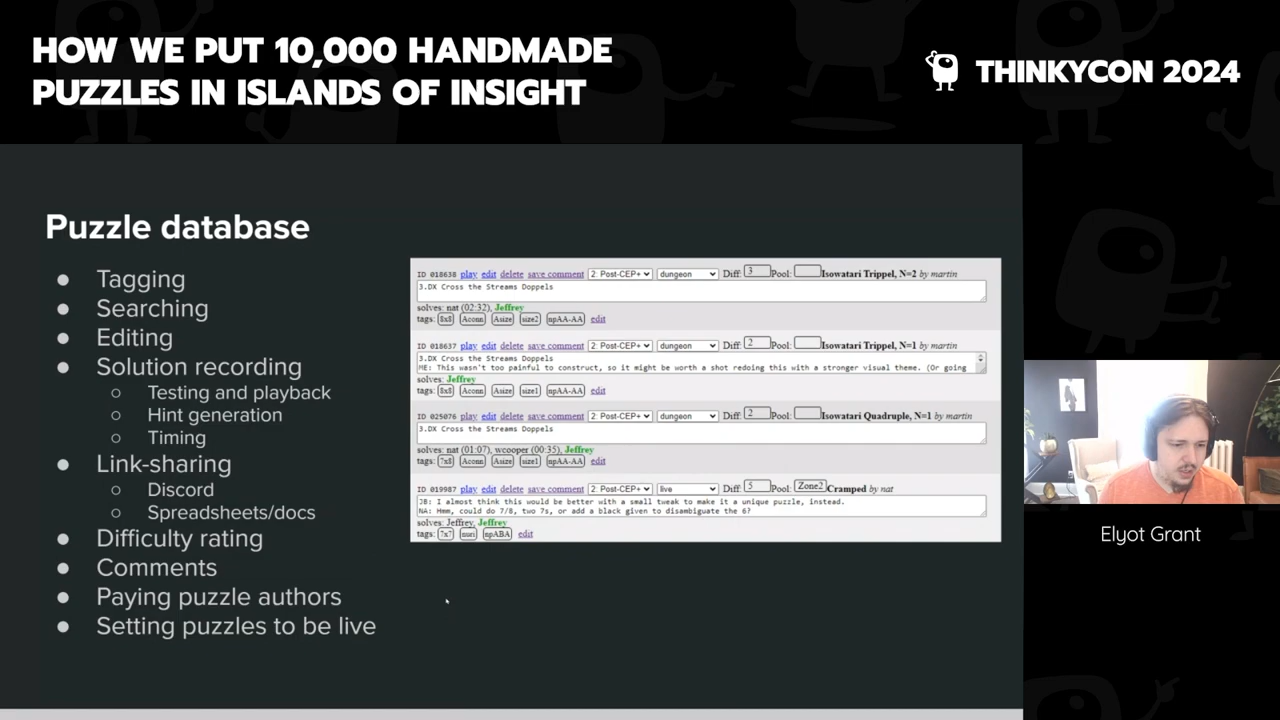 HOW WE PUT 10,000 HANDMADE
PUZZLES IN ISLANDS OF INSIGHT
THINKYCON 2024
Puzzle database
● Tagging
● Searching
● Editing
● Solution recording
○ Testing and playback
○ Hint generation
○ Timing
● Link-sharing
○ Discord
○ Spreadsheets/docs
● Difficulty rating
● Comments
● Paying puzzle authors
● Setting puzzles to be live
ID 018638 play edit delete save comment 2: Post-CEP+ dungeon Diff: 3 Pool: Isowatari Trippel, N=2 by martin
3.DX Cross the Streams Doppels
solves: nat (02:32), Jeffrey
tags: 8x8 Aconn Asize size2 npAA-AA edit
ID 018637 play edit delete save comment 2: Post-CEP+ dungeon Diff: 2 Pool: Isowatari Trippel, N=1 by martin
3.DX Cross the Streams Doppels
ME: This wasn't too painful to construct, so it might be worth a shot redoing this with a stronger visual theme. (Or going
solves: Jeffrey
tags: 8x8 Aconn Asize size1 npAA-AA edit
ID 025076 play edit delete save comment 2: Post-CEP+ dungeon Diff: 2 Pool: Isowatari Quadruple, N=1 by martin
3.DX Cross the Streams Doppels
solves: nat (01:07), wcooper (00:35), Jeffrey
tags: 7x8 Aconn Asize size1 npAA-AA edit
ID 019987 play edit delete save comment 2: Post-CEP+ live Diff: 5 Pool: Zone2 Cramped by nat
JB: I almost think this would be better with a small tweak to make it a unique puzzle, instead.
NA: Hmm, could do 7/8, two 7s, or add a black given to disambiguate the 6?
solves: Jeffrey, Jeffrey
tags: 7x7 nuri npABA edit
Elyot Grant